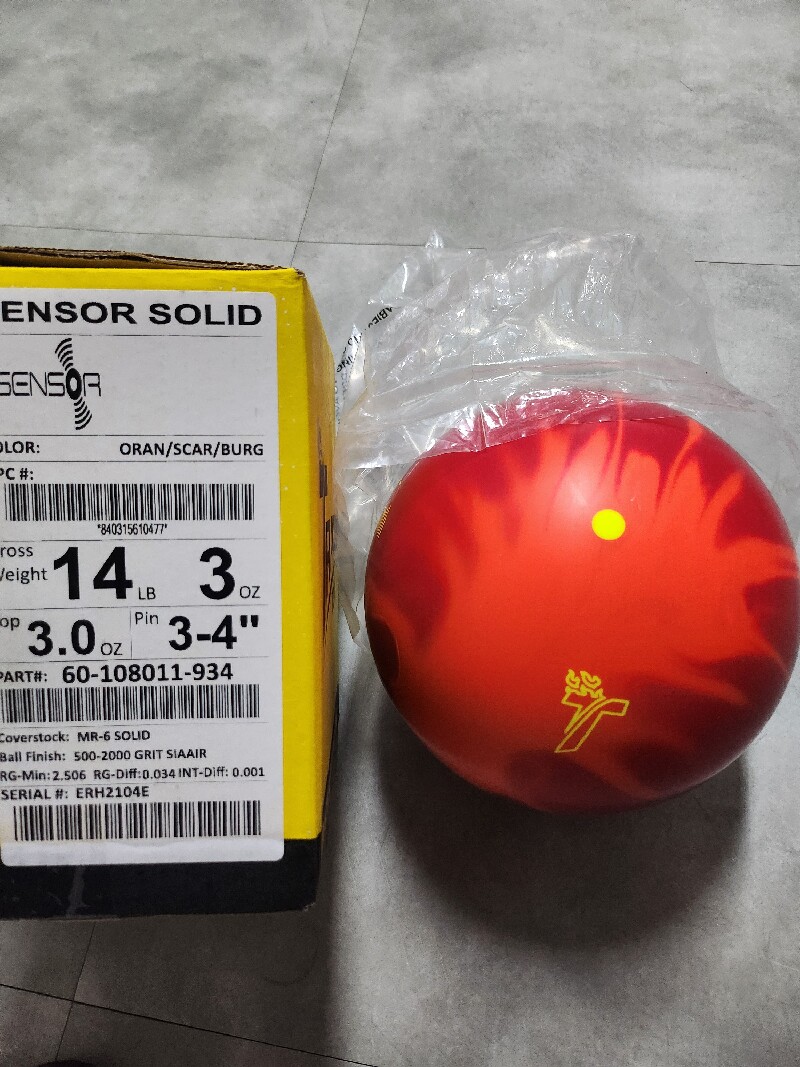 ENSOR SOLID
SENSOR
OLOR: ORAN/SCAR/BURG
PC #:
*840315610477*
ross
Weight 14 LB 3 OZ
op 3.0 OZ Pin 3-4"
PART#: 60-108011-934
Coverstock: MR-6 SOLID
Ball Finish: 500-2000 GRIT SIAAIR
RG-Min: 2.506 RG-Diff: 0.034 INT-Diff: 0.001
SERIAL #: ERH2104E